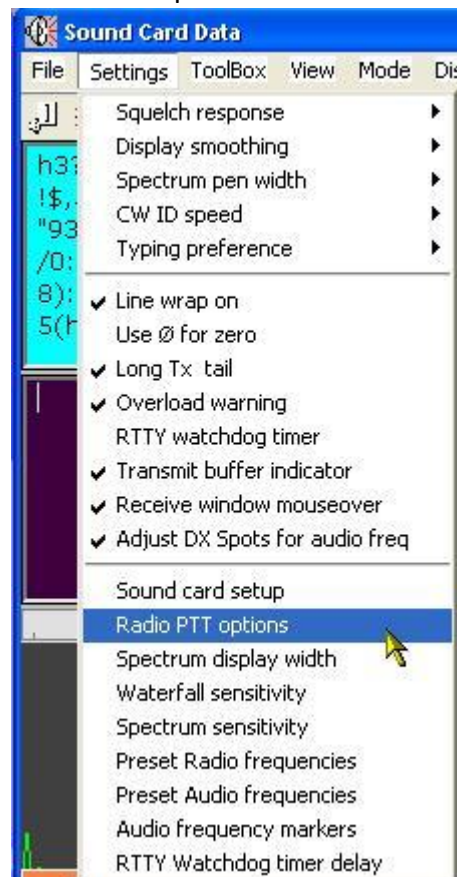 Sound Card Data
File Settings ToolBox View Mode
Squelch response
Display smoothing
Spectrum pen width
CW ID speed
Typing preference
Line wrap on
Use Ø for zero
Long Tx tail
Overload warning
RTTY watchdog timer
Transmit buffer indicator
Receive window mouseover
Adjust DX Spots for audio freq
Sound card setup
Radio PTT options
Spectrum display width
Waterfall sensitivity
Spectrum sensitivity
Preset Radio frequencies
Preset Audio frequencies
Audio frequency markers
RTTY Watchdog timer delay